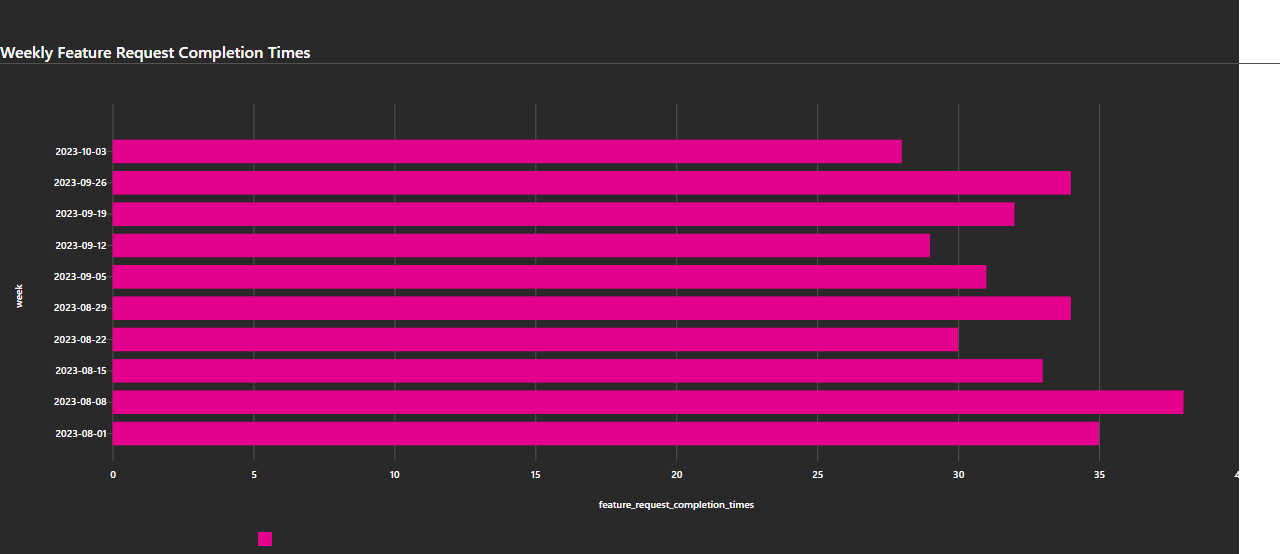 Weekly Feature Request Completion Times
week
2023-10-03
2023-09-26
2023-09-19
2023-09-12
2023-09-05
2023-08-29
2023-08-22
2023-08-15
2023-08-08
2023-08-01
0 5 10 15 20 25 30 35
feature_request_completion_times